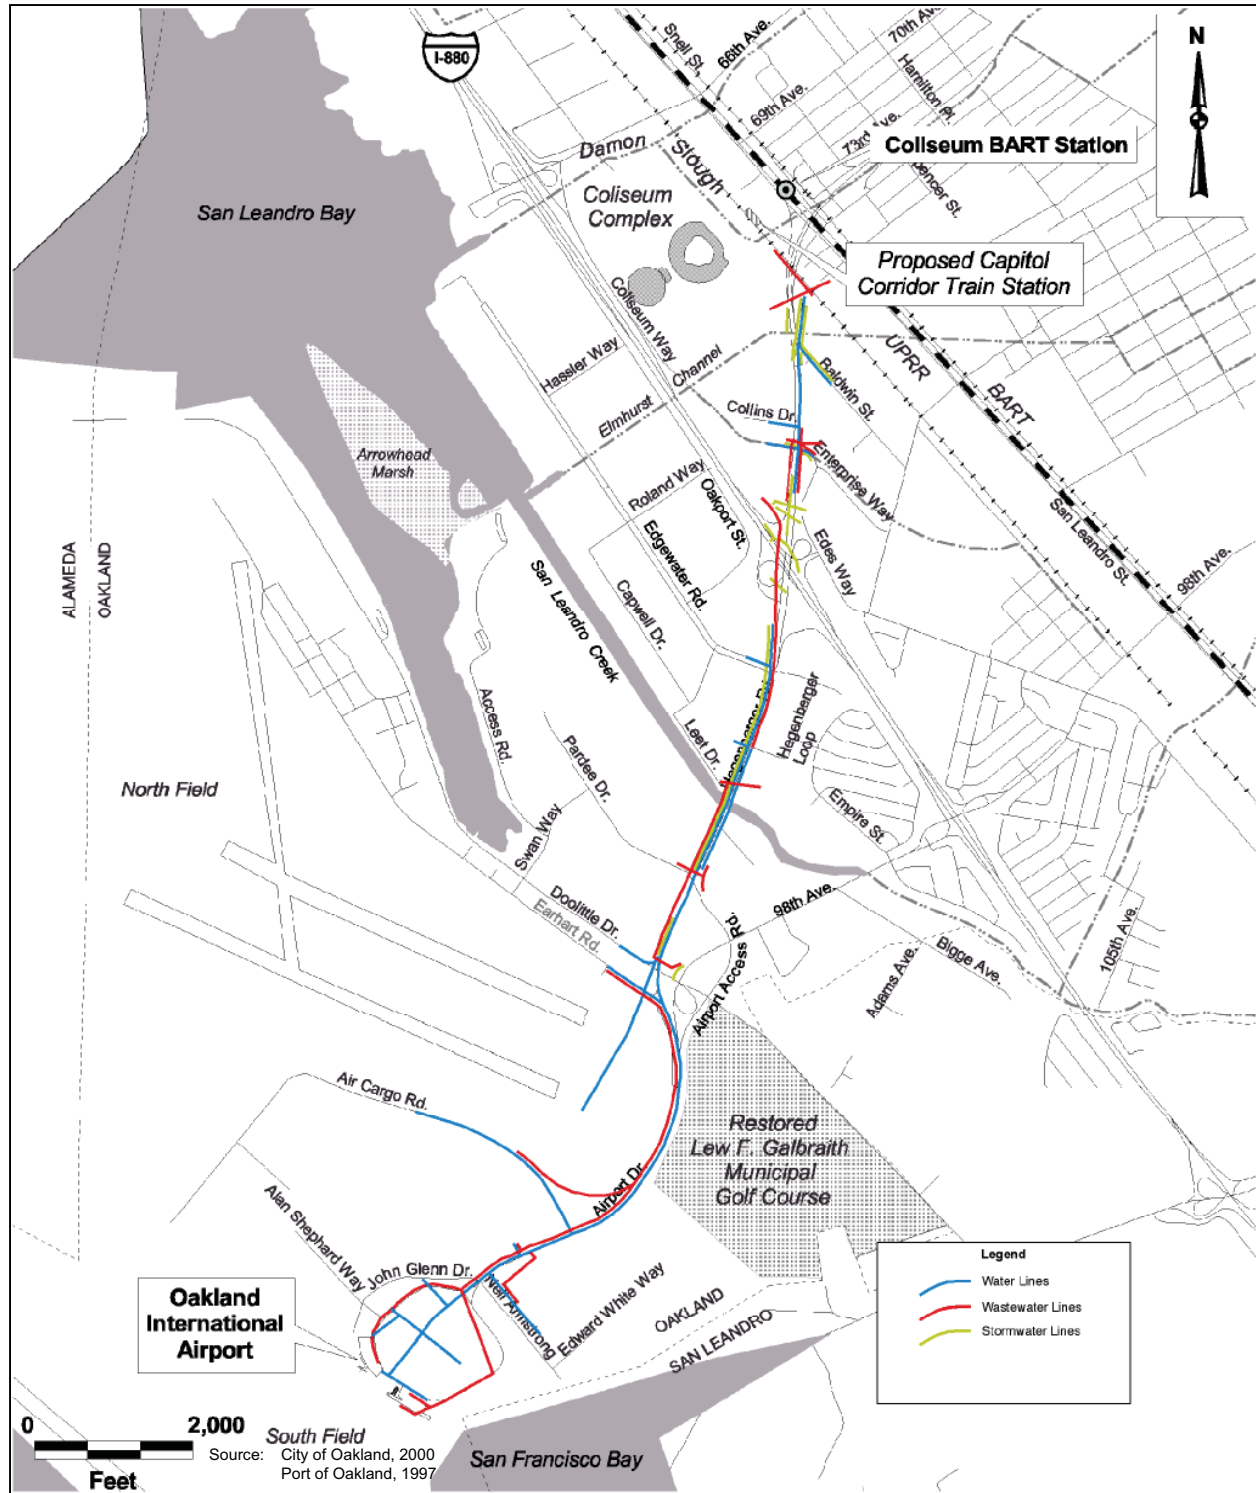 I-880
N
Snell St.
66th Ave.
70th Ave.
69th Ave.
Hamilton Pl.
73rd Ave.
Coliseum BART Station
Spencer St.
Damon
Slough
Coliseum
Complex
San Leandro Bay
Proposed Capitol
Corridor Train Station
Coliseum Way
UPRR
BART
Hassler Way
Channel
Elmhurst
Baldwin St.
Collins Dr.
Arrowhead
Marsh
Enterprise Way
Roland Way
Oakport St.
Edgewater Rd.
Edes Way
San Leandro St.
98th Ave.
ALAMEDA
OAKLAND
San Leandro Creek
Capwell Dr.
Hegenberger Rd.
Hegenberger
Loop
Leet Dr.
Access Rd.
Pardee Dr.
North Field
Swan Way
Empire St.
Doolittle Dr.
Earhart Rd.
98th Ave.
Airport Access Rd.
Bigge Ave.
Adams Ave.
105th Ave.
Air Cargo Rd.
Restored
Lew F. Galbraith
Municipal
Golf Course
Airport Dr.
Alan Shephard Way
John Glenn Dr.
Neil Armstrong
Edward White Way
OAKLAND
SAN LEANDRO
Oakland
International
Airport
Legend
Water Lines
Wastewater Lines
Stormwater Lines
0
2,000
Feet
South Field
Source: City of Oakland, 2000
Port of Oakland, 1997
San Francisco Bay